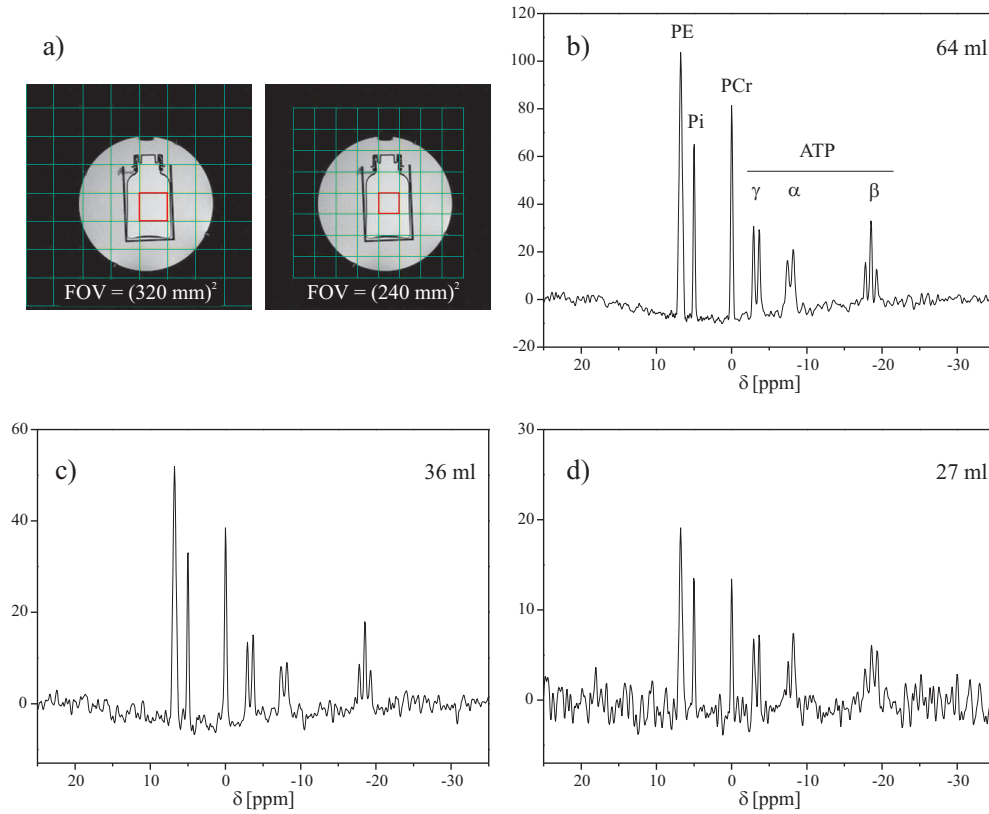 a)
FOV = (320 mm)²
FOV = (240 mm)²
b)
64 ml
120
100
80
60
40
20
0
-20
PE
Pi
PCr
ATP
γ
α
β
20 10 0 -10 -20 -30
δ [ppm]
c)
36 ml
60
40
20
0
20 10 0 -10 -20 -30
δ [ppm]
d)
27 ml
30
20
10
0
20 10 0 -10 -20 -30
δ [ppm]